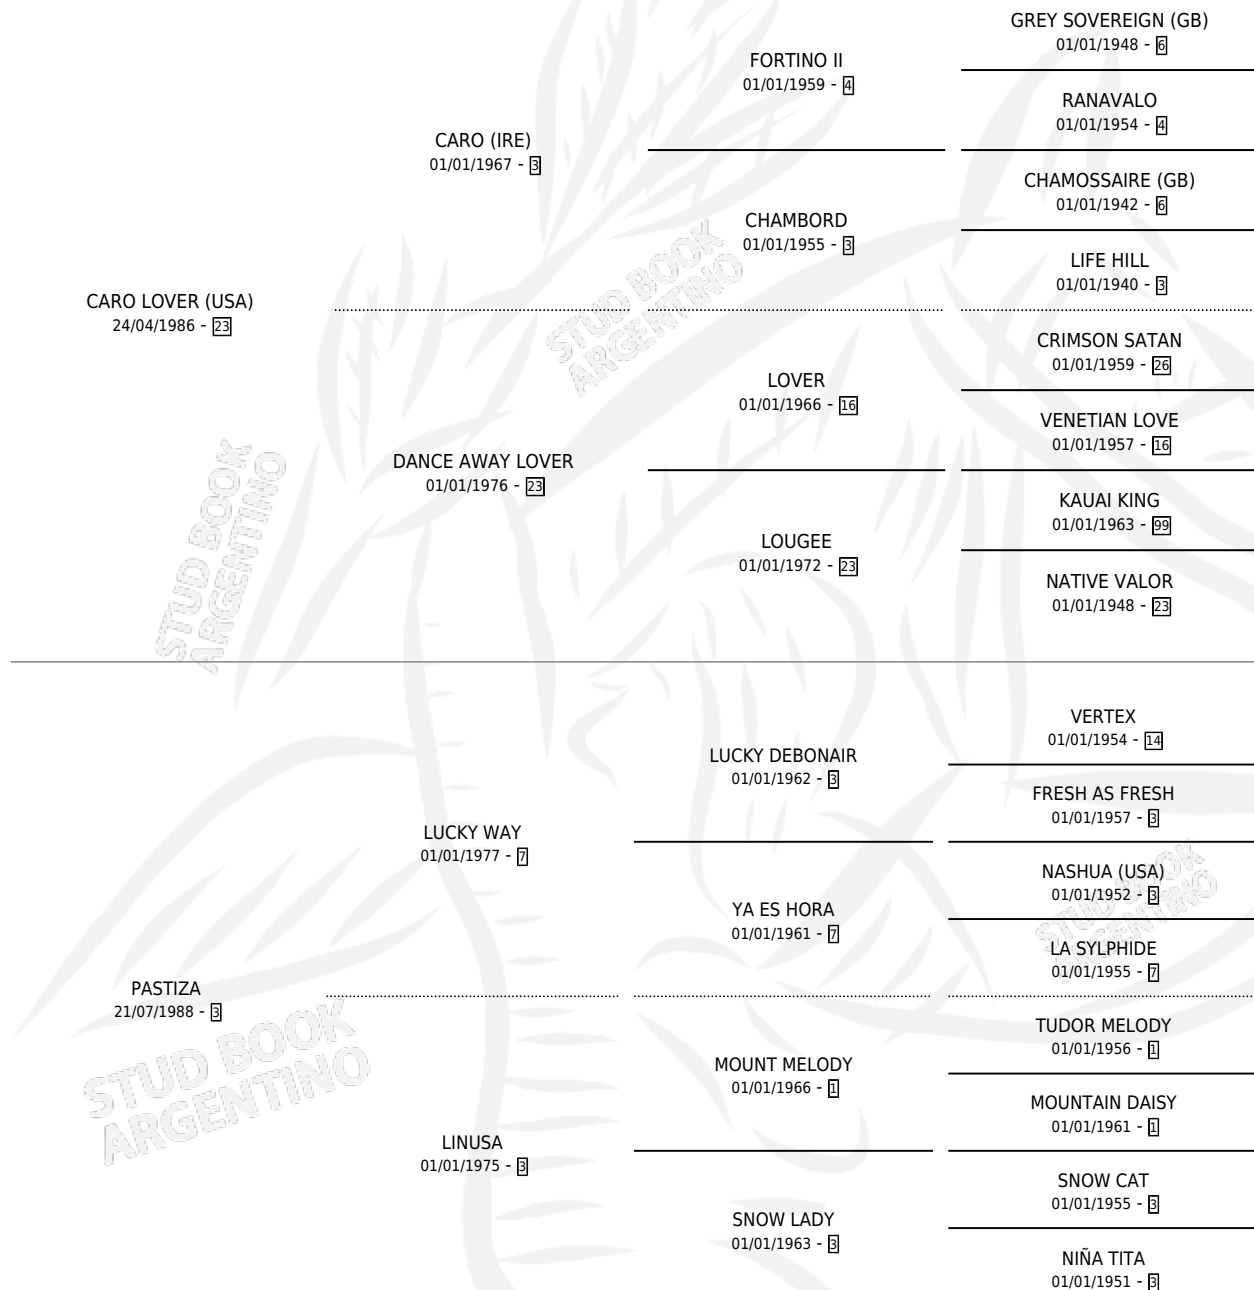 GREY SOVEREIGN (GB)
01/01/1948 - 6
FORTINO II
01/01/1959 - 4
RANAVALO
01/01/1954 - 4
CARO (IRE)
01/01/1967 - 3
CHAMOSSAIRE (GB)
01/01/1942 - 6
CHAMBORD
01/01/1955 - 3
LIFE HILL
01/01/1940 - 3
CARO LOVER (USA)
24/04/1986 - 23
STUD BOOK
ARGENTINO
CRIMSON SATAN
01/01/1959 - 26
LOVER
01/01/1966 - 16
VENETIAN LOVE
01/01/1957 - 16
DANCE AWAY LOVER
01/01/1976 - 23
KAUAI KING
01/01/1963 - 99
LOUGEE
01/01/1972 - 23
NATIVE VALOR
01/01/1948 - 23
STUD BOOK
ARGENTINO
VERTEX
01/01/1954 - 14
LUCKY DEBONAIR
01/01/1962 - 3
FRESH AS FRESH
01/01/1957 - 3
LUCKY WAY
01/01/1977 - 7
NASHUA (USA)
01/01/1952 - 3
STUD BOOK
ARGENTINO
YA ES HORA
01/01/1961 - 7
LA SYLPHIDE
01/01/1955 - 7
PASTIZA
21/07/1988 - 3
STUD BOOK
ARGENTINO
TUDOR MELODY
01/01/1956 - 1
MOUNT MELODY
01/01/1966 - 1
MOUNTAIN DAISY
01/01/1961 - 1
LINUSA
01/01/1975 - 3
SNOW CAT
01/01/1955 - 3
SNOW LADY
01/01/1963 - 3
NIÑA TITA
01/01/1951 - 3